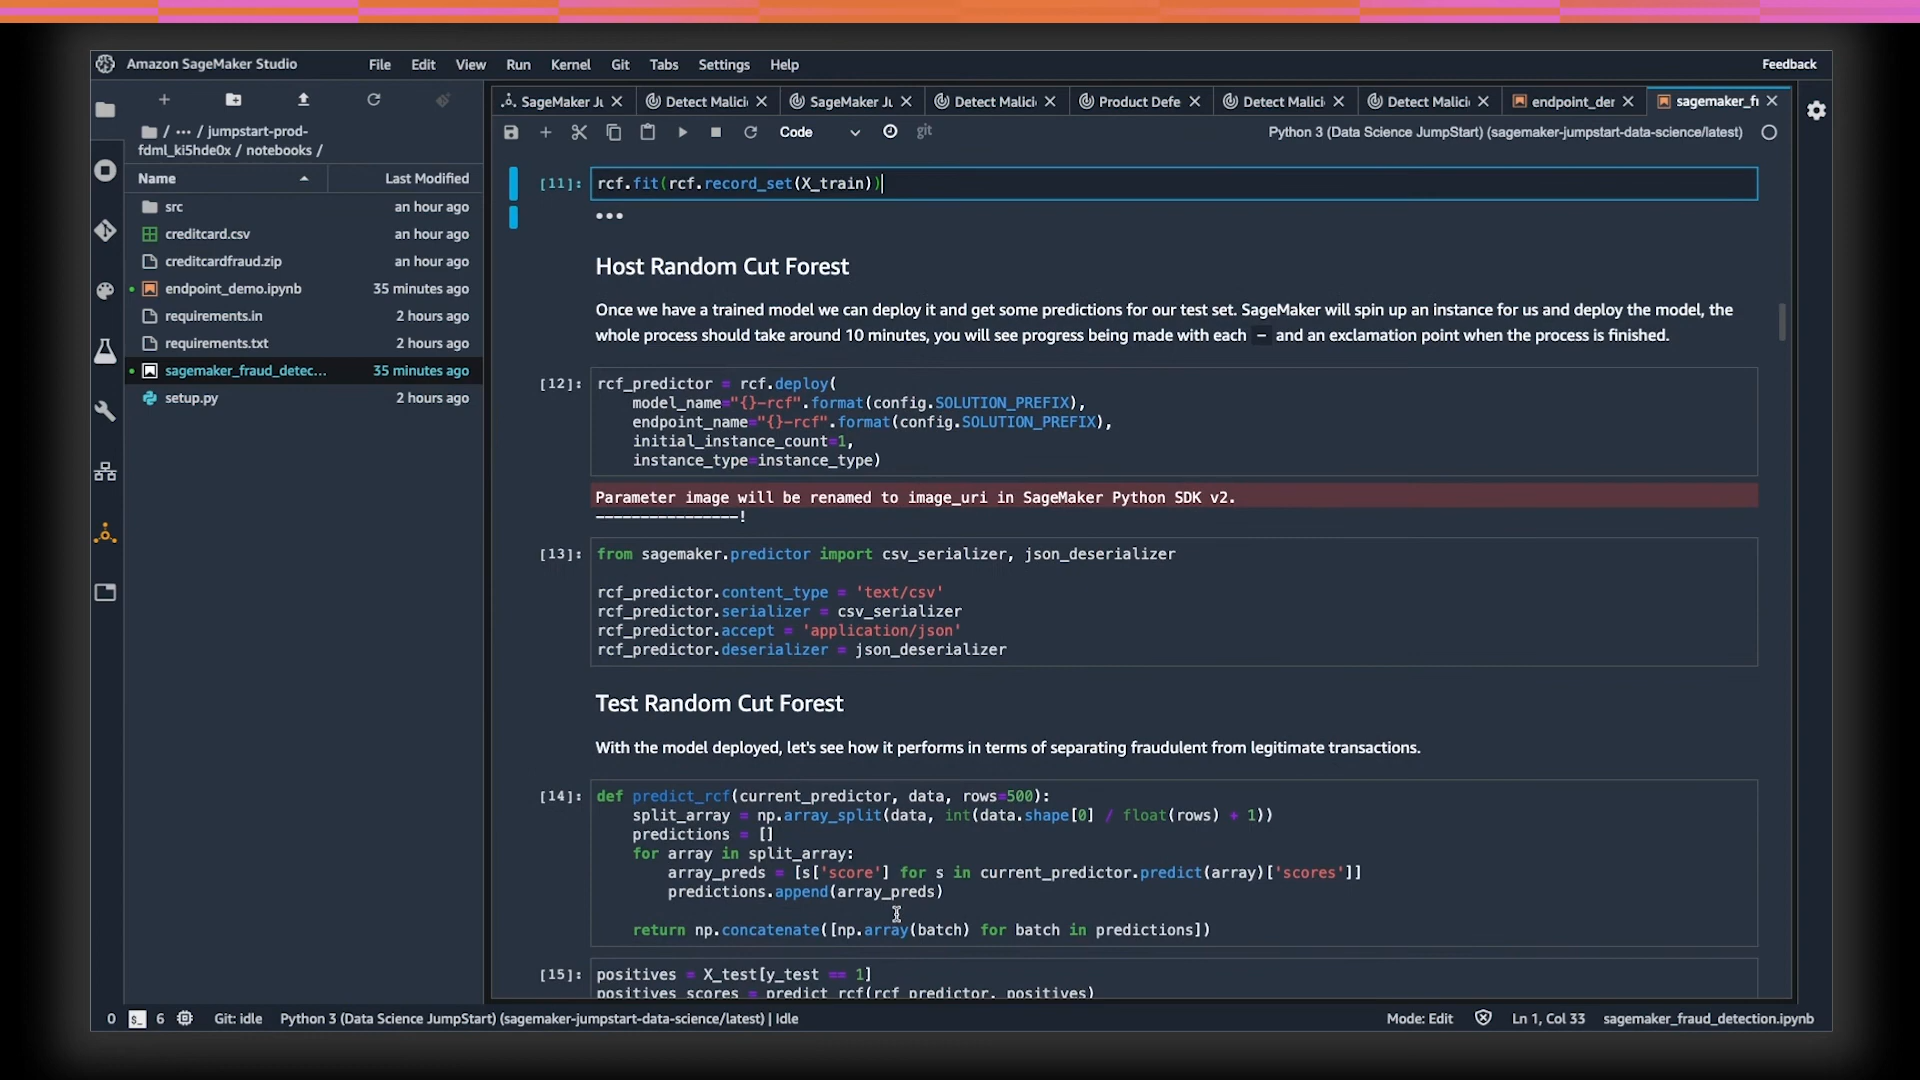 Amazon SageMaker Studio
File Edit View Run Kernel Git Tabs Settings Help
Feedback
/ ··· / jumpstart-prod-
fdml_ki5hde0x / notebooks /
Name Last Modified
src an hour ago
creditcard.csv an hour ago
creditcardfraud.zip an hour ago
endpoint_demo.ipynb 35 minutes ago
requirements.in 2 hours ago
requirements.txt 2 hours ago
sagemaker_fraud_detec... 35 minutes ago
setup.py 2 hours ago
SageMaker Ju Detect Malici Detect SageMaker Ju Detect Malici Product Defe Detect Malici Detect Malici endpoint_der sagemaker_fr
Code git Python 3 (Data Science JumpStart) (sagemaker-jumpstart-data-science/latest)
[11]: rcf.fit(rcf.record_set(X_train))
Host Random Cut Forest
Once we have a trained model we can deploy it and get some predictions for our test set. SageMaker will spin up an instance for us and deploy the model, the
whole process should take around 10 minutes, you will see progress being made with each – and an exclamation point when the process is finished.
[12]: rcf_predictor = rcf.deploy(
model_name="{}-rcf".format(config.SOLUTION_PREFIX),
endpoint_name="{}-rcf".format(config.SOLUTION_PREFIX),
initial_instance_count=1,
instance_type=instance_type)
Parameter image will be renamed to image_uri in SageMaker Python SDK v2.
----------------!
[13]: from sagemaker.predictor import csv_serializer, json_deserializer
rcf_predictor.content_type = 'text/csv'
rcf_predictor.serializer = csv_serializer
rcf_predictor.accept = 'application/json'
rcf_predictor.deserializer = json_deserializer
Test Random Cut Forest
With the model deployed, let's see how it performs in terms of separating fraudulent from legitimate transactions.
[14]: def predict_rcf(current_predictor, data, rows=500):
split_array = np.array_split(data, int(data.shape[0] / float(rows) + 1))
predictions = []
for array in split_array:
array_preds = [s['score'] for s in current_predictor.predict(array)['scores']]
predictions.append(array_preds)
return np.concatenate([np.array(batch) for batch in predictions])
[15]: positives = X_test[y_test == 1]
positives_scores = predict_rcf(rcf_predictor, positives)
0 $_ 6 Git: idle Python 3 (Data Science JumpStart) (sagemaker-jumpstart-data-science/latest) | Idle Mode: Edit Ln 1, Col 33 sagemaker_fraud_detection.ipynb